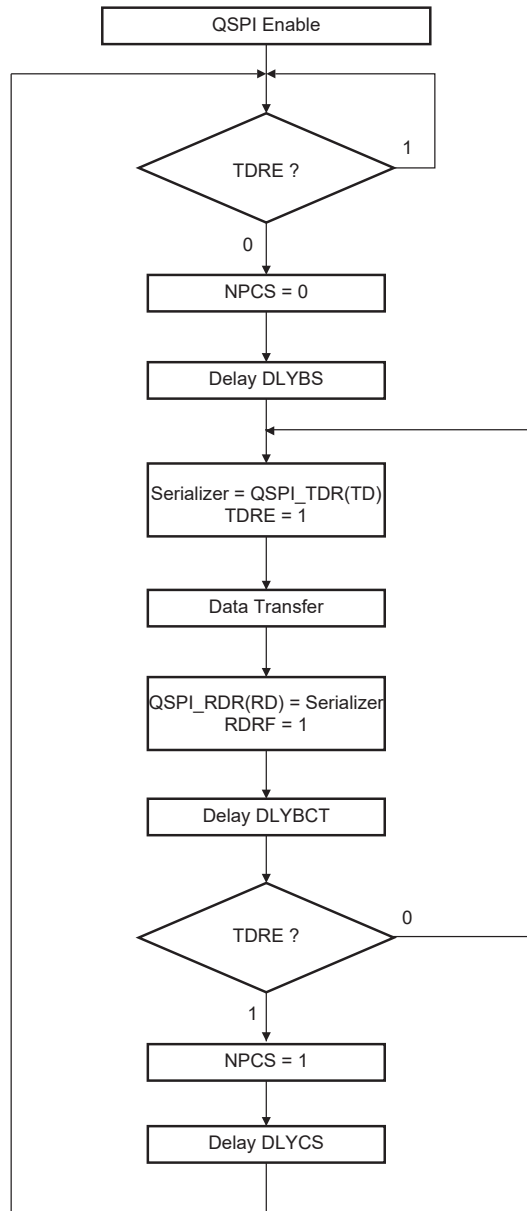 QSPI Enable
TDRE ?
1
0
NPCS = 0
Delay DLYBS
Serializer = QSPI_TDR(TD)
TDRE = 1
Data Transfer
QSPI_RDR(RD) = Serializer
RDRF = 1
Delay DLYBCT
TDRE ?
0
1
NPCS = 1
Delay DLYCS